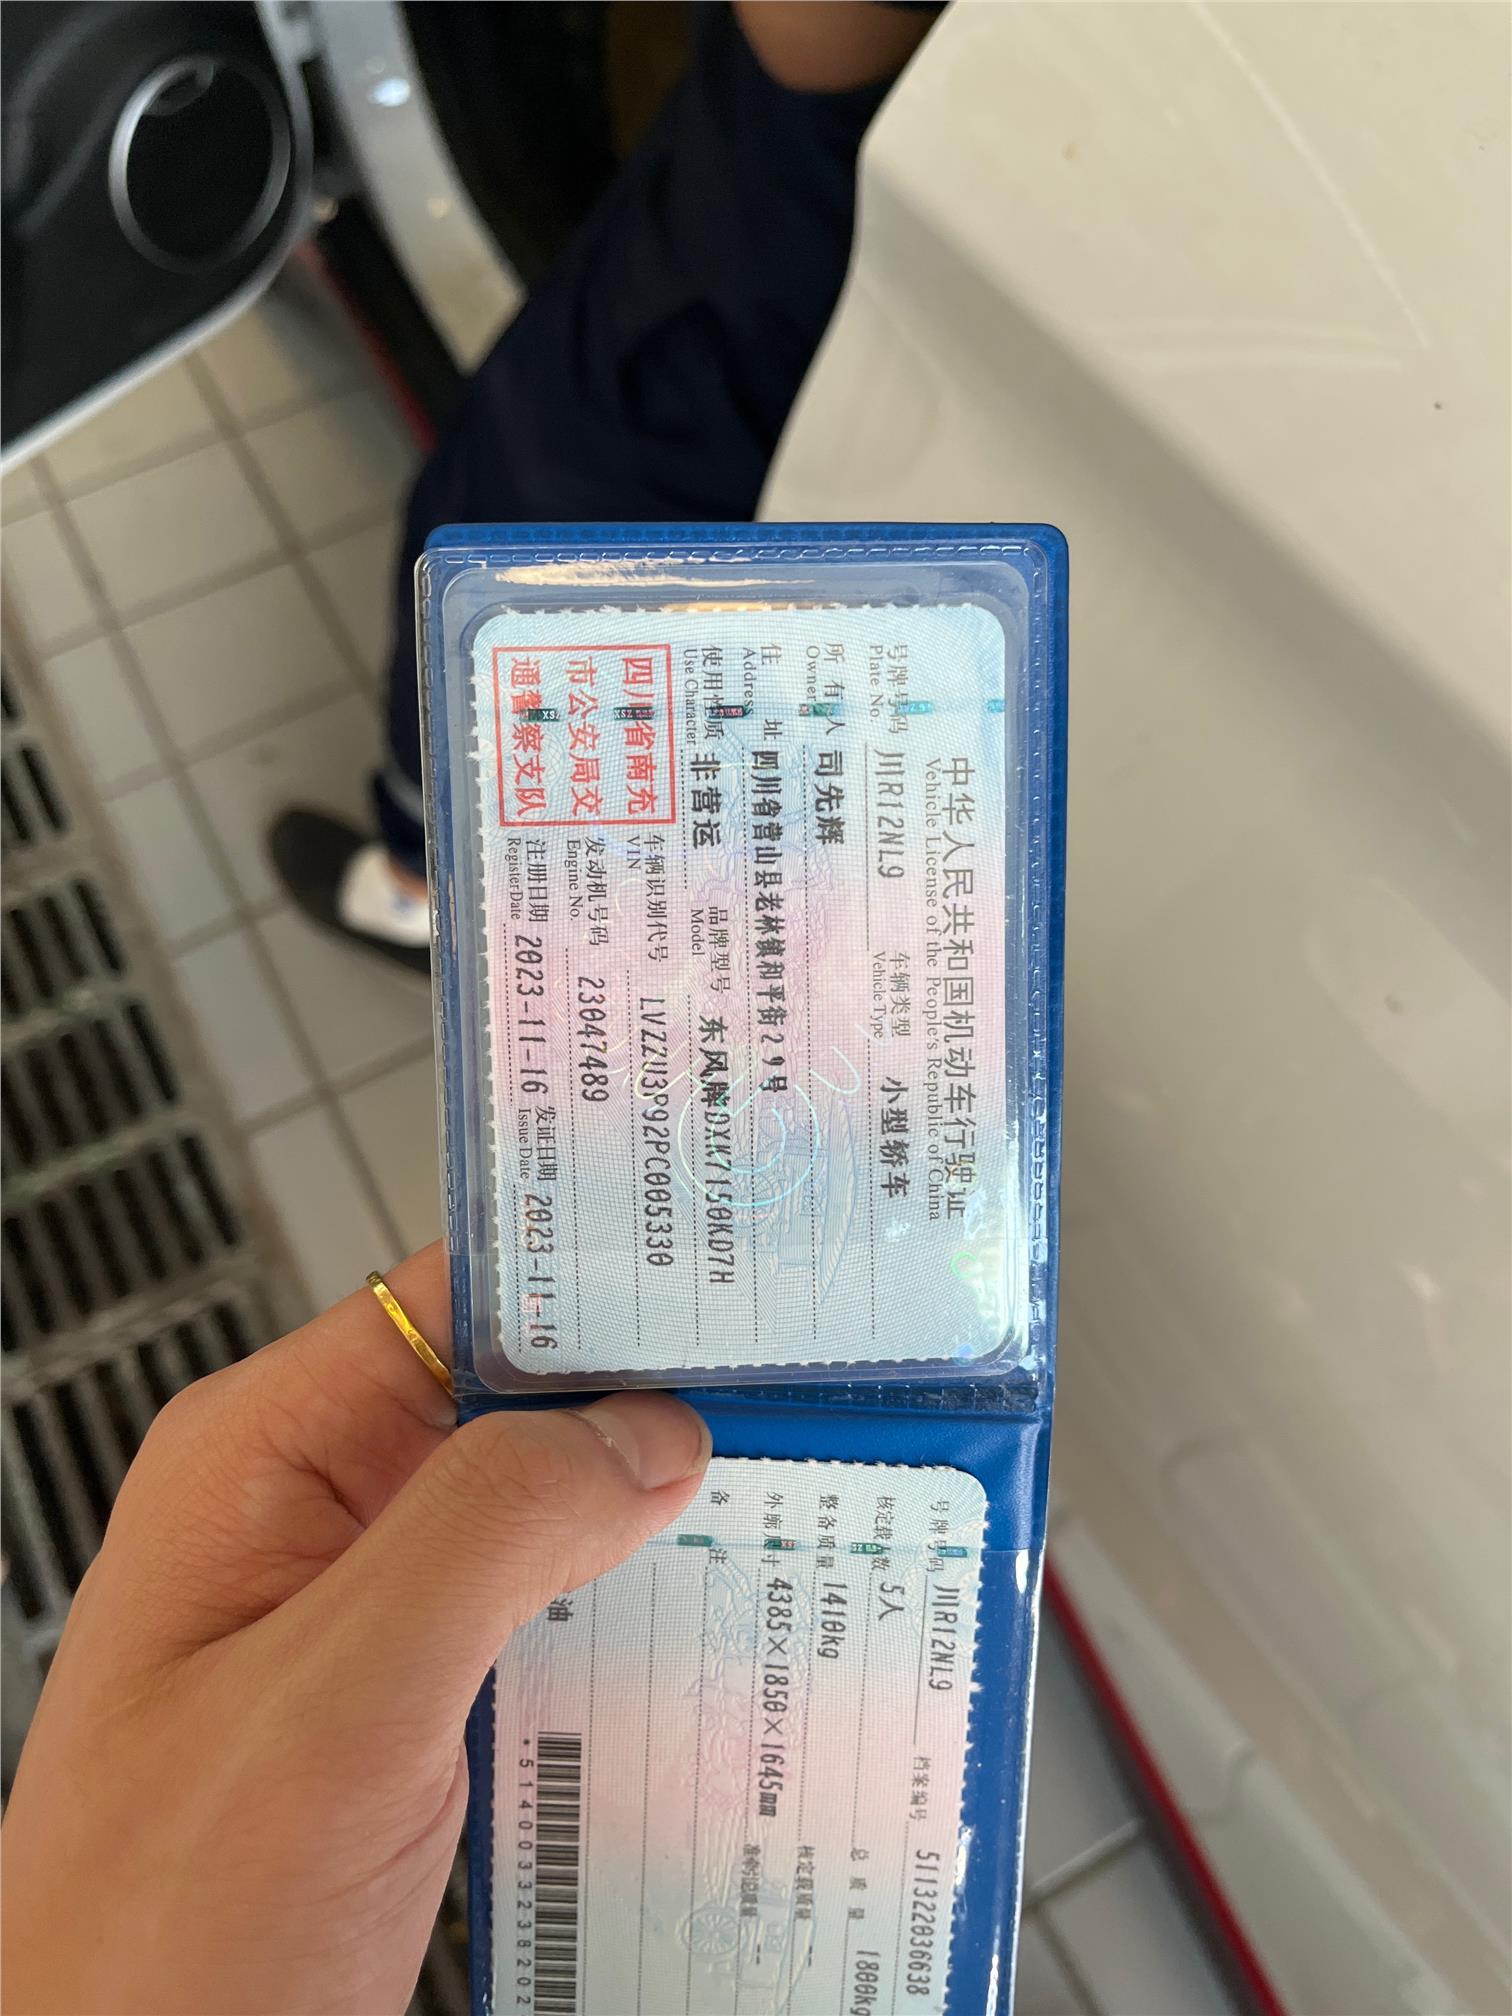 中华人民共和国机动车行驶证
Vehicle License of the People's Republic of China
号牌号码 川R12NL9 车辆类型 小型轿车
Plate No. Vehicle Type
所有人 司先辉
Owner
住址 四川省营山县老林镇和平街29号
Address
使用性质 非营运 品牌型号 东风牌DXK7150KD7H
Use Character Model
车辆识别代号 LVZZU3P92PC005330
VIN
发动机号码 23047489
Engine No.
注册日期 2023-11-16 发证日期 2023-11-16
Register Date Issue Date
四川省南充
市公安局交
通警察支队
号牌号码 川R12NL9 档案编号 511322036638
核定载人数 5人 总质量 1800kg
整备质量 1410kg 核定载质量 --
外廓尺寸 4385×1850×1645mm 准牵引总质量 --
备注
油
*5140033238202